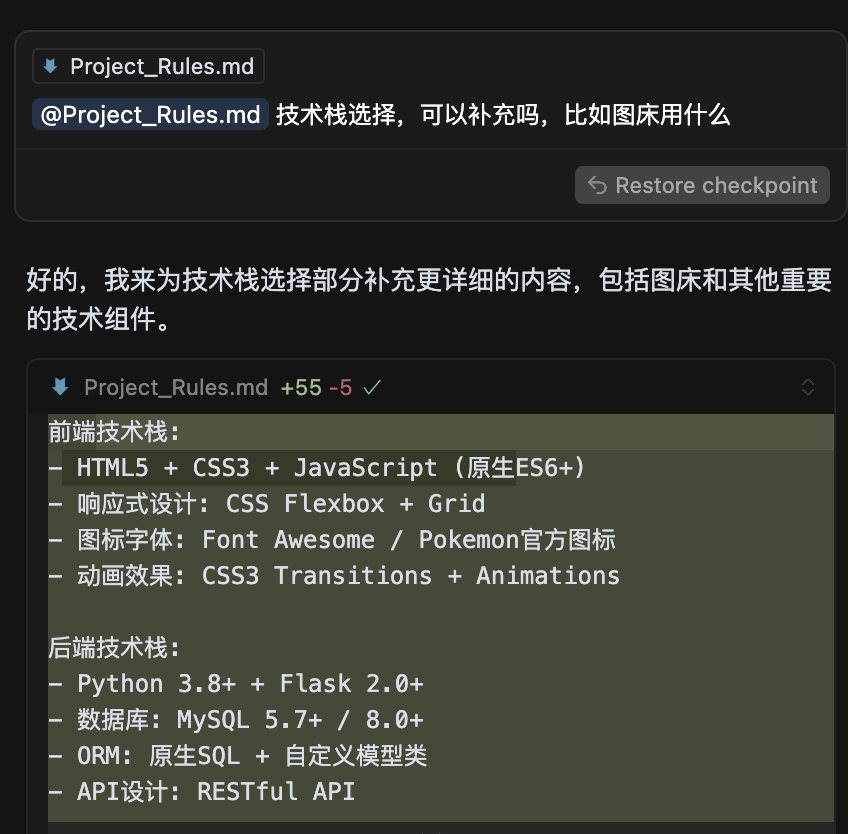 Project_Rules.md
@Project_Rules.md 技术栈选择，可以补充吗，比如图床用什么
Restore checkpoint
好的，我来为技术栈选择部分补充更详细的内容，包括图床和其他重要
的技术组件。
Project_Rules.md +55 -5
前端技术栈:
- HTML5 + CSS3 + JavaScript (原生ES6+)
- 响应式设计: CSS Flexbox + Grid
- 图标字体: Font Awesome / Pokemon官方图标
- 动画效果: CSS3 Transitions + Animations
后端技术栈:
- Python 3.8+ + Flask 2.0+
- 数据库: MySQL 5.7+ / 8.0+
- ORM: 原生SQL + 自定义模型类
- API设计: RESTful API